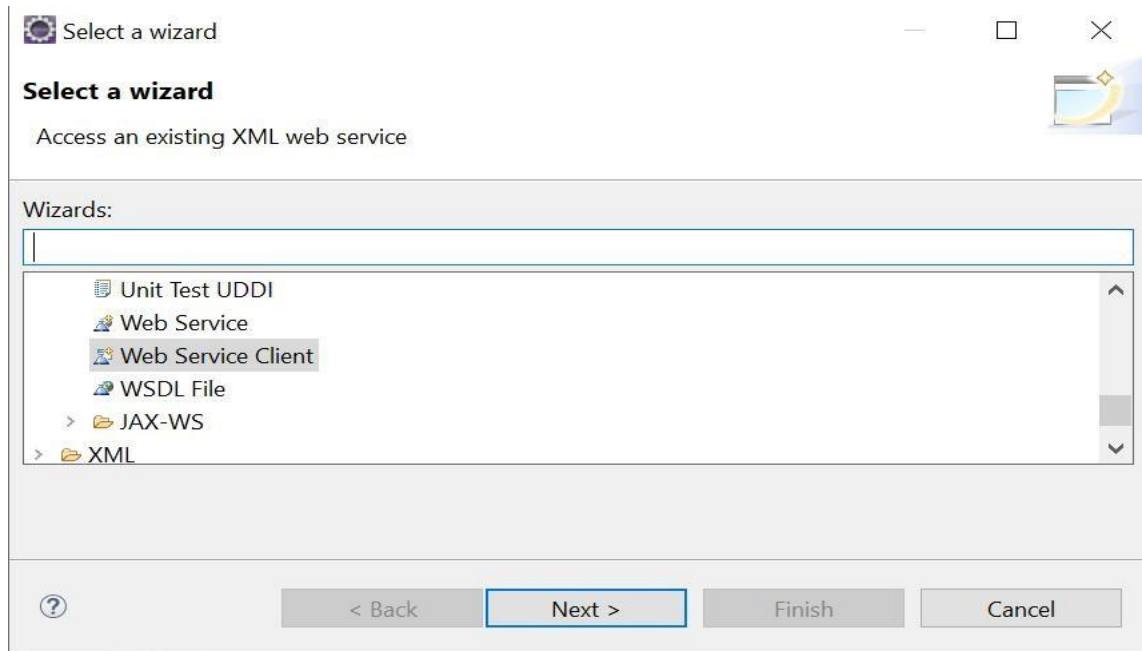 Select a wizard
Select a wizard
Access an existing XML web service
Wizards:
Unit Test UDDI
Web Service
Web Service Client
WSDL File
> JAX-WS
> XML
? < Back Next > Finish Cancel